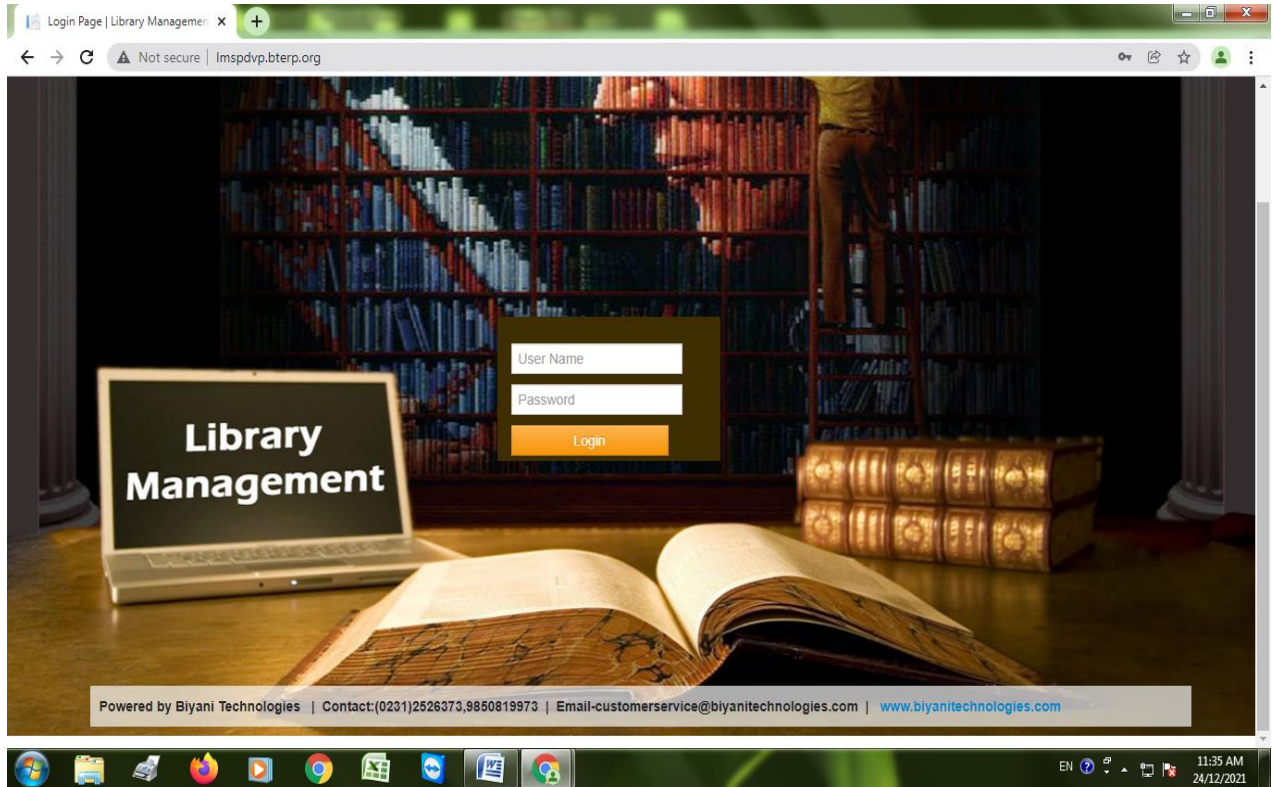 Login Page | Library Managemen
Not secure | lmspdvp.bterp.org
User Name
Password
Login
Library
Management
Powered by Biyani Technologies | Contact:(0231)2526373,9850819973 | Email-customerservice@biyanitechnologies.com | www.biyanitechnologies.com
EN
11:35 AM
24/12/2021